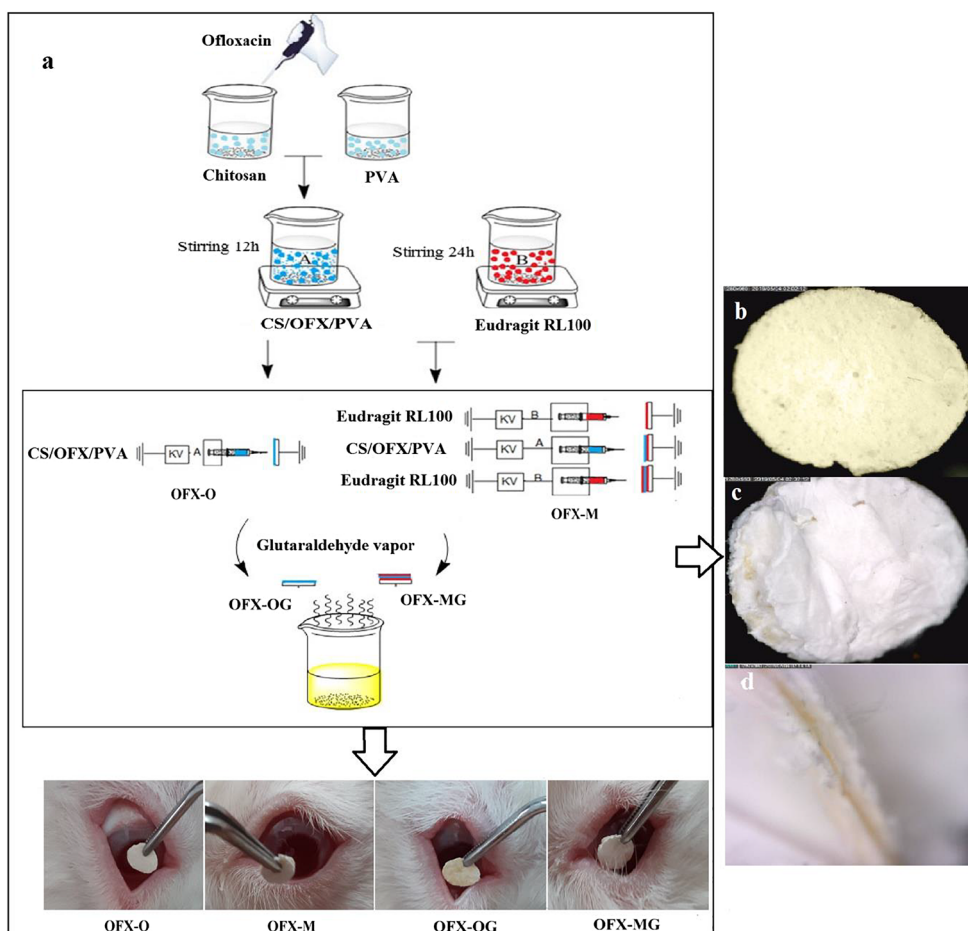 a
Ofloxacin
Chitosan
PVA
Stirring 12h
A
Stirring 24h
B
CS/OFX/PVA
Eudragit RL100
Eudragit RL100
KV
B
CS/OFX/PVA
KV
A
CS/OFX/PVA
KV
A
Eudragit RL100
KV
B
OFX-O
OFX-M
Glutaraldehyde vapor
OFX-OG
OFX-MG
OFX-O
OFX-M
OFX-OG
OFX-MG
b
c
d